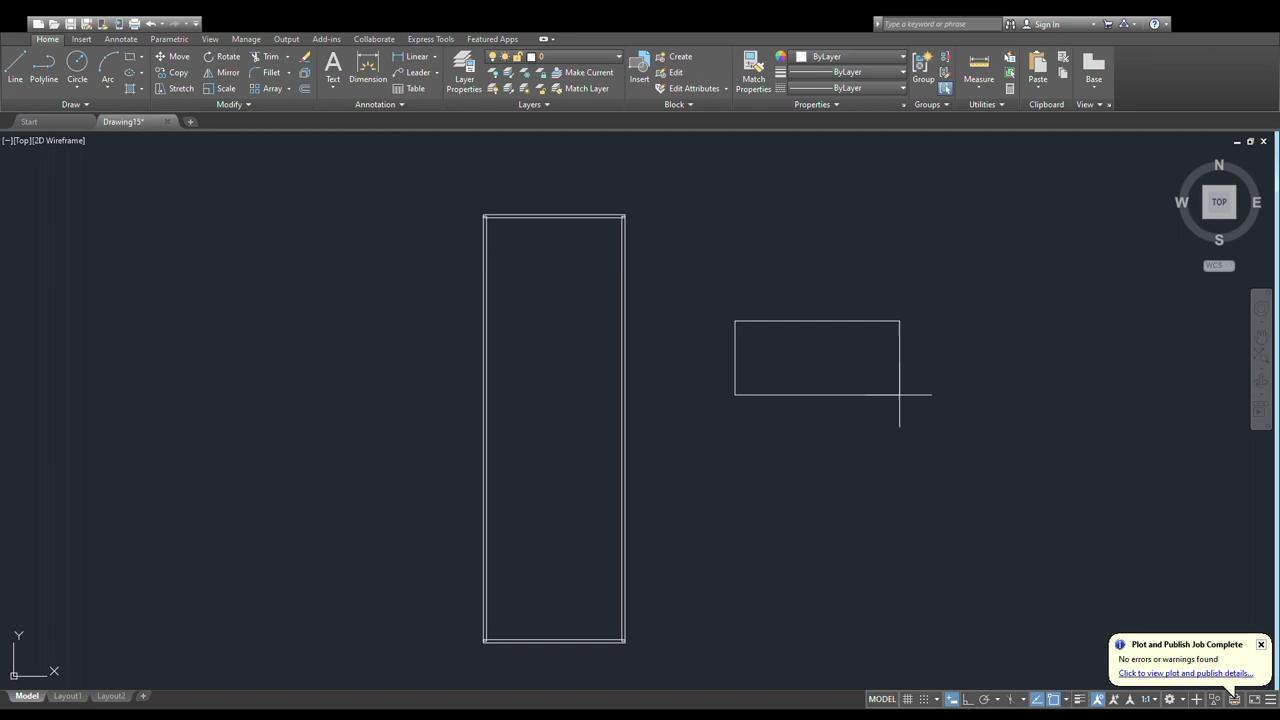 Type a keyword or phrase
Sign In
Home Insert Annotate Parametric View Manage Output Add-ins Collaborate Express Tools Featured Apps
Line Polyline Circle Arc
Move Rotate Trim
Copy Mirror Fillet
Stretch Scale Array
Text Dimension
Linear
Leader
Table
Layer Properties
0
Make Current
Match Layer
Insert
Create
Edit
Edit Attributes
Match Properties
ByLayer
ByLayer
ByLayer
Group
Measure
Paste
Base
Draw Modify Annotation Layers Block Properties Groups Utilities Clipboard View
Start Drawing15*
[−][Top][2D Wireframe]
N
W TOP E
S
WCS
Y
X
Plot and Publish Job Complete
No errors or warnings found
Click to view plot and publish details...
Model Layout1 Layout2
MODEL
1:1